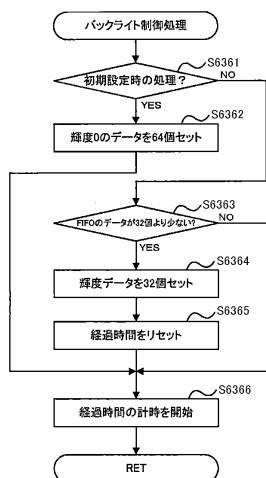 バックライト制御処理
S6361
初期設定時の処理？
NO
YES
S6362
輝度0のデータを64個セット
S6363
FIFOのデータが32個より少ない?
NO
YES
S6364
輝度データを32個セット
S6365
経過時間をリセット
S6366
経過時間の計時を開始
RET